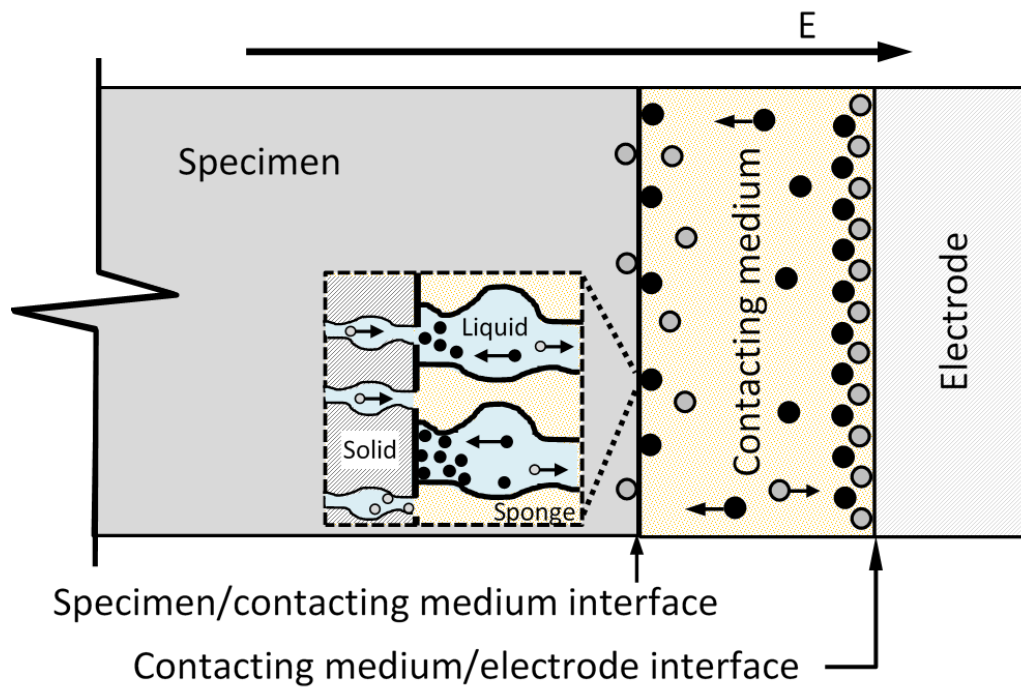 E
Specimen
Contacting medium
Electrode
Liquid
Solid
Sponge
Specimen/contacting medium interface
Contacting medium/electrode interface